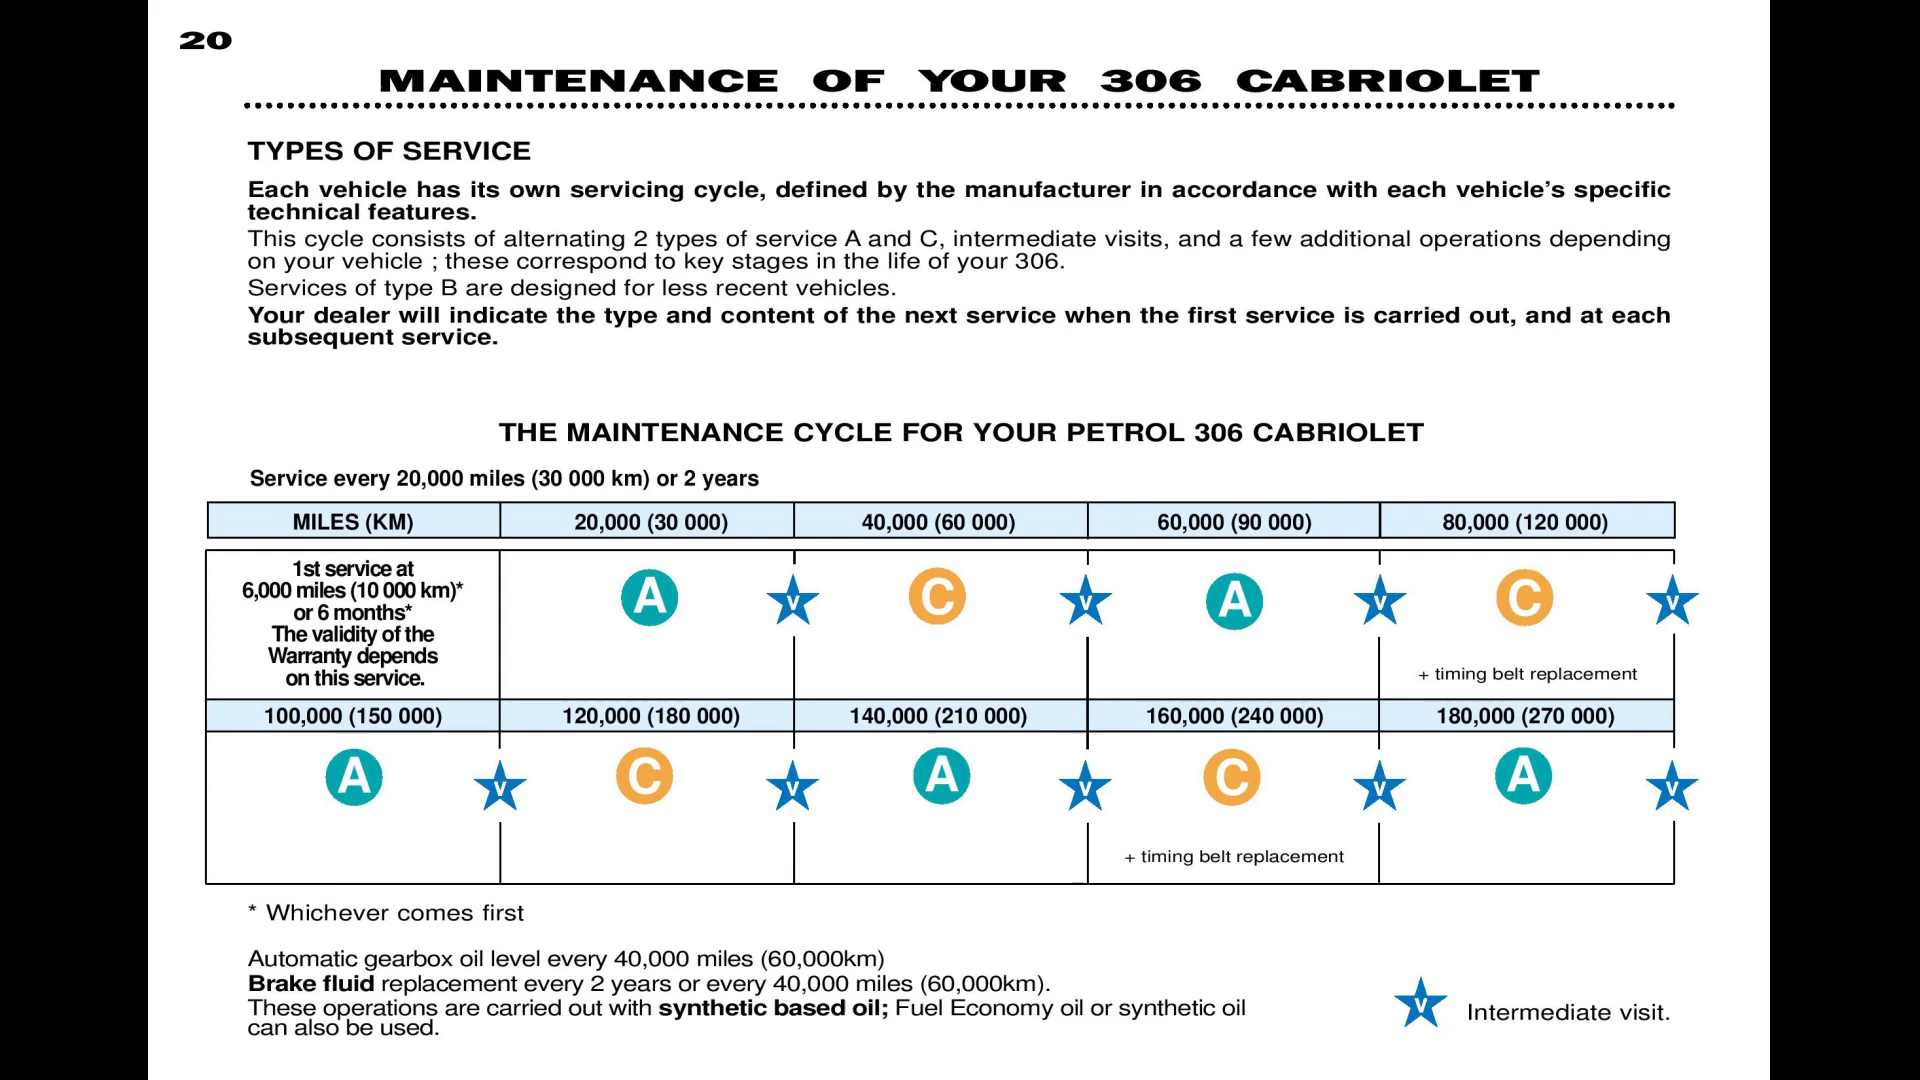 20
MAINTENANCE OF YOUR 306 CABRIOLET
TYPES OF SERVICE
Each vehicle has its own servicing cycle, defined by the manufacturer in accordance with each vehicle’s specific
technical features.
This cycle consists of alternating 2 types of service A and C, intermediate visits, and a few additional operations depending
on your vehicle ; these correspond to key stages in the life of your 306.
Services of type B are designed for less recent vehicles.
Your dealer will indicate the type and content of the next service when the first service is carried out, and at each
subsequent service.
THE MAINTENANCE CYCLE FOR YOUR PETROL 306 CABRIOLET
Service every 20,000 miles (30 000 km) or 2 years
MILES (KM) 20,000 (30 000) 40,000 (60 000) 60,000 (90 000) 80,000 (120 000)
1st service at
6,000 miles (10 000 km)*
or 6 months*
The validity of the
Warranty depends
on this service.
A V C V A V C V
+ timing belt replacement
100,000 (150 000) 120,000 (180 000) 140,000 (210 000) 160,000 (240 000) 180,000 (270 000)
A V C V A V C V A V
+ timing belt replacement
* Whichever comes first
Automatic gearbox oil level every 40,000 miles (60,000km)
Brake fluid replacement every 2 years or every 40,000 miles (60,000km).
These operations are carried out with synthetic based oil; Fuel Economy oil or synthetic oil
can also be used.
V Intermediate visit.